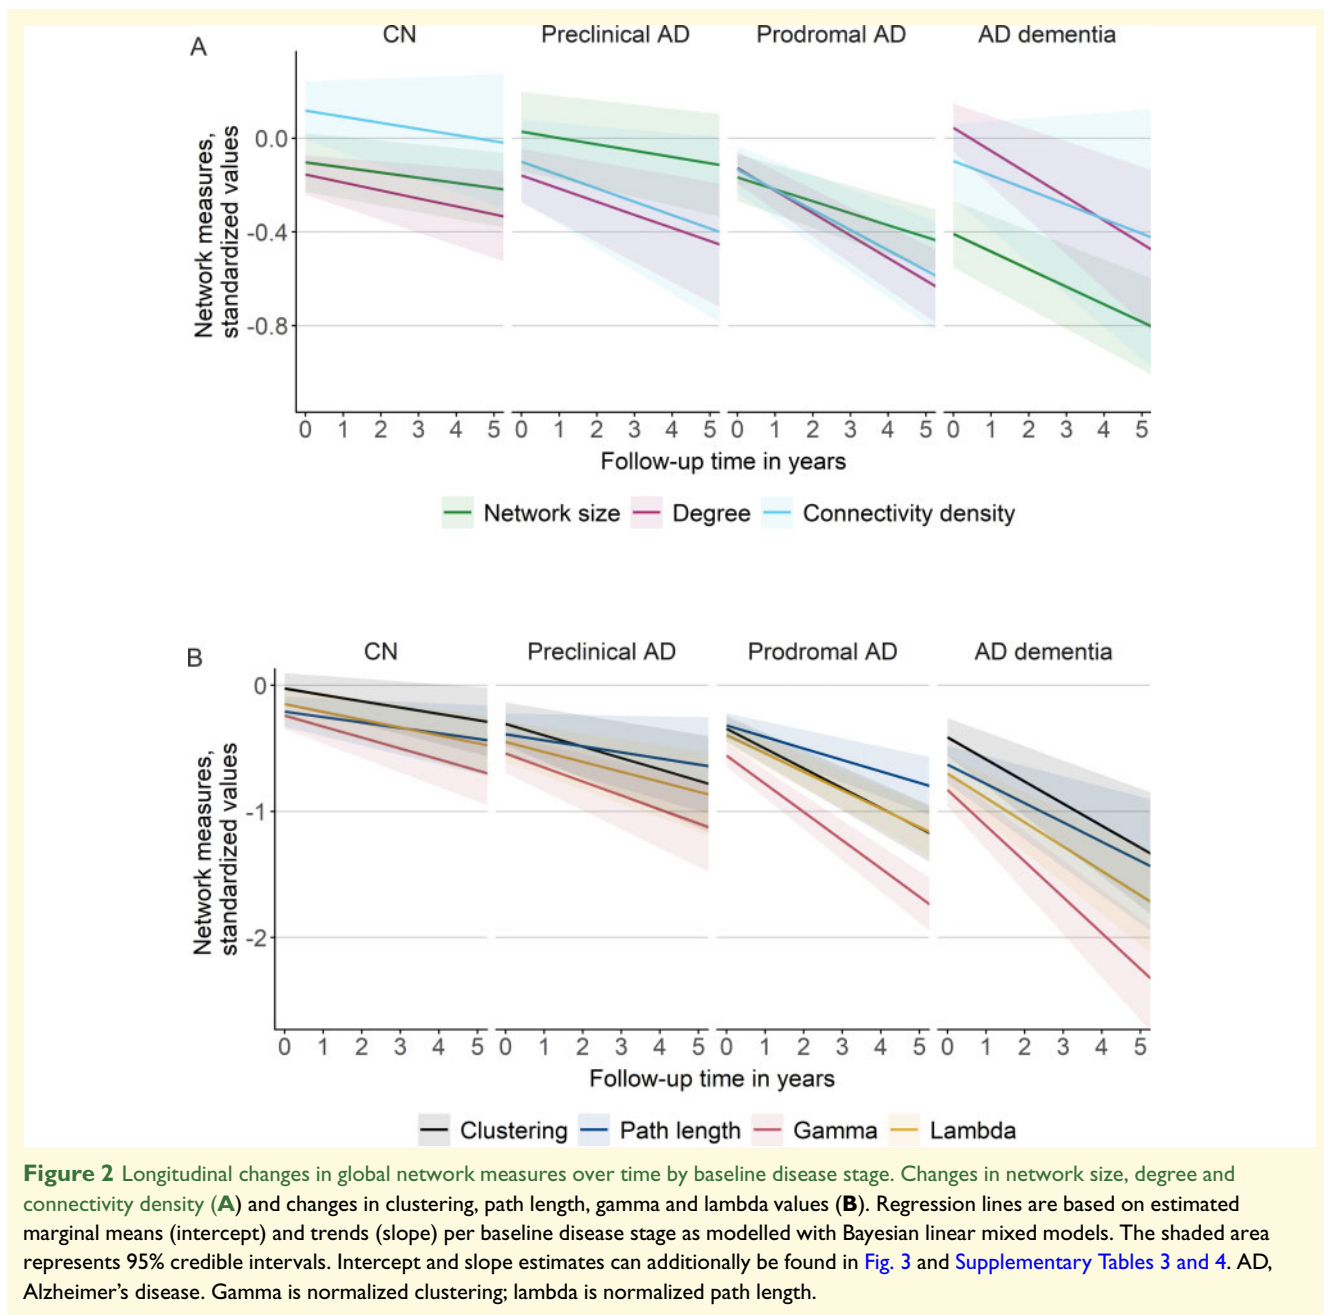 A
CN Preclinical AD Prodromal AD AD dementia
Network measures,
standardized values
0.0
-0.4
-0.8
0 1 2 3 4 5 0 1 2 3 4 5 0 1 2 3 4 5 0 1 2 3 4 5
Follow-up time in years
Network size Degree Connectivity density
B
CN Preclinical AD Prodromal AD AD dementia
Network measures,
standardized values
0
-1
-2
0 1 2 3 4 5 0 1 2 3 4 5 0 1 2 3 4 5 0 1 2 3 4 5
Follow-up time in years
Clustering Path length Gamma Lambda
Figure 2 Longitudinal changes in global network measures over time by baseline disease stage. Changes in network size, degree and
connectivity density (A) and changes in clustering, path length, gamma and lambda values (B). Regression lines are based on estimated
marginal means (intercept) and trends (slope) per baseline disease stage as modelled with Bayesian linear mixed models. The shaded area
represents 95% credible intervals. Intercept and slope estimates can additionally be found in Fig. 3 and Supplementary Tables 3 and 4. AD,
Alzheimer's disease. Gamma is normalized clustering; lambda is normalized path length.